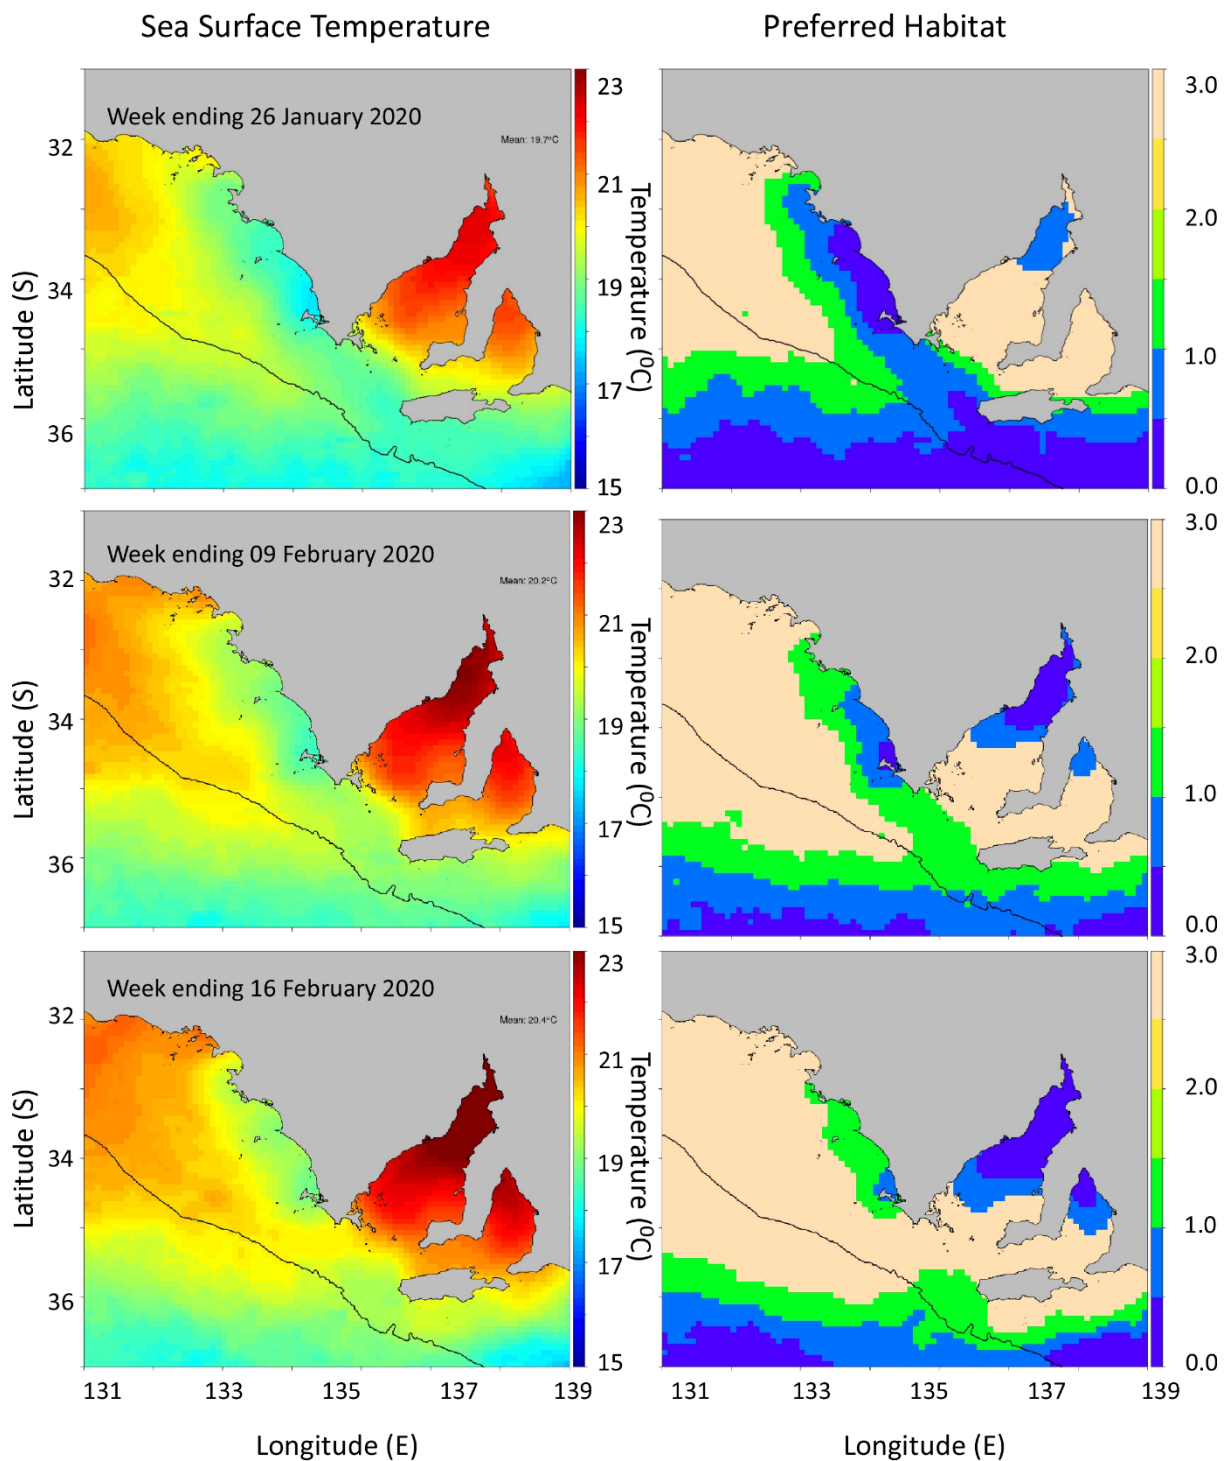 Sea Surface Temperature
Preferred Habitat
Week ending 26 January 2020
Mean: 19.7°C
32
34
36
Latitude (S)
23
21
19
17
15
Temperature (⁰C)
3.0
2.0
1.0
0.0
Week ending 09 February 2020
Mean: 20.2°C
32
34
36
Latitude (S)
23
21
19
17
15
Temperature (⁰C)
3.0
2.0
1.0
0.0
Week ending 16 February 2020
Mean: 20.4°C
32
34
36
Latitude (S)
23
21
19
17
15
Temperature (⁰C)
3.0
2.0
1.0
0.0
131 133 135 137 139
131 133 135 137 139
Longitude (E)
Longitude (E)